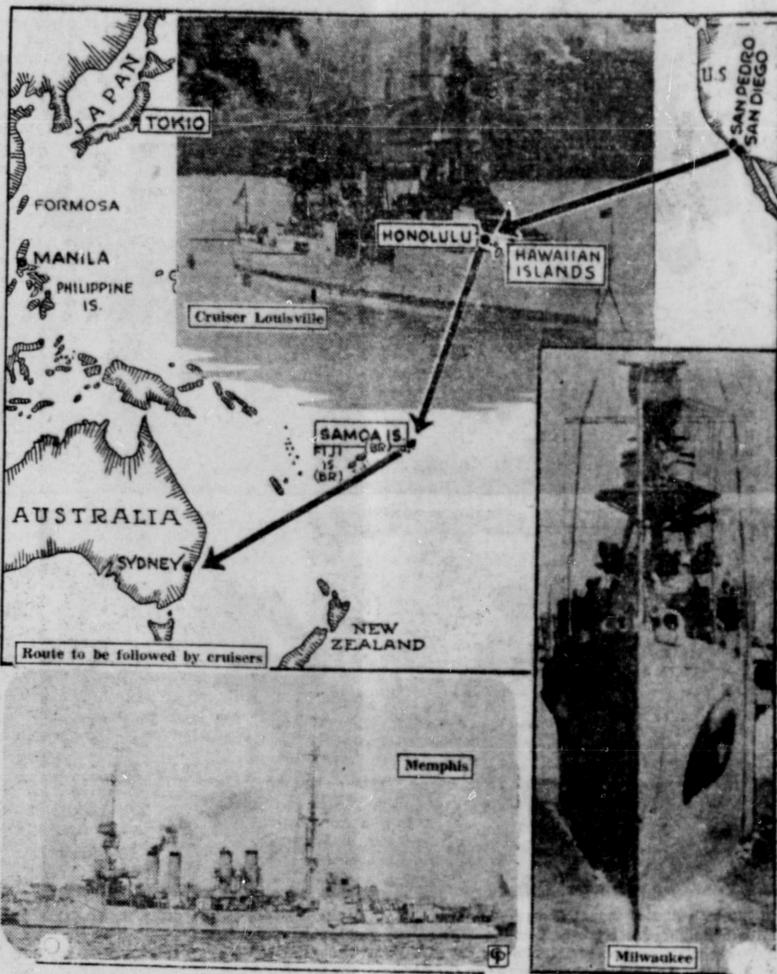 JAPAN
TOKIO
FORMOSA
MANILA
PHILIPPINE
IS.
U.S
SAN PEDRO
SAN DIEGO
HONOLULU
HAWAIIAN
ISLANDS
Cruiser Louisville
SAMOA IS.
(BR)
FIJI
IS
(BR)
AUSTRALIA
SYDNEY
NEW
ZEALAND
Route to be followed by cruisers
Memphis
Milwaukee